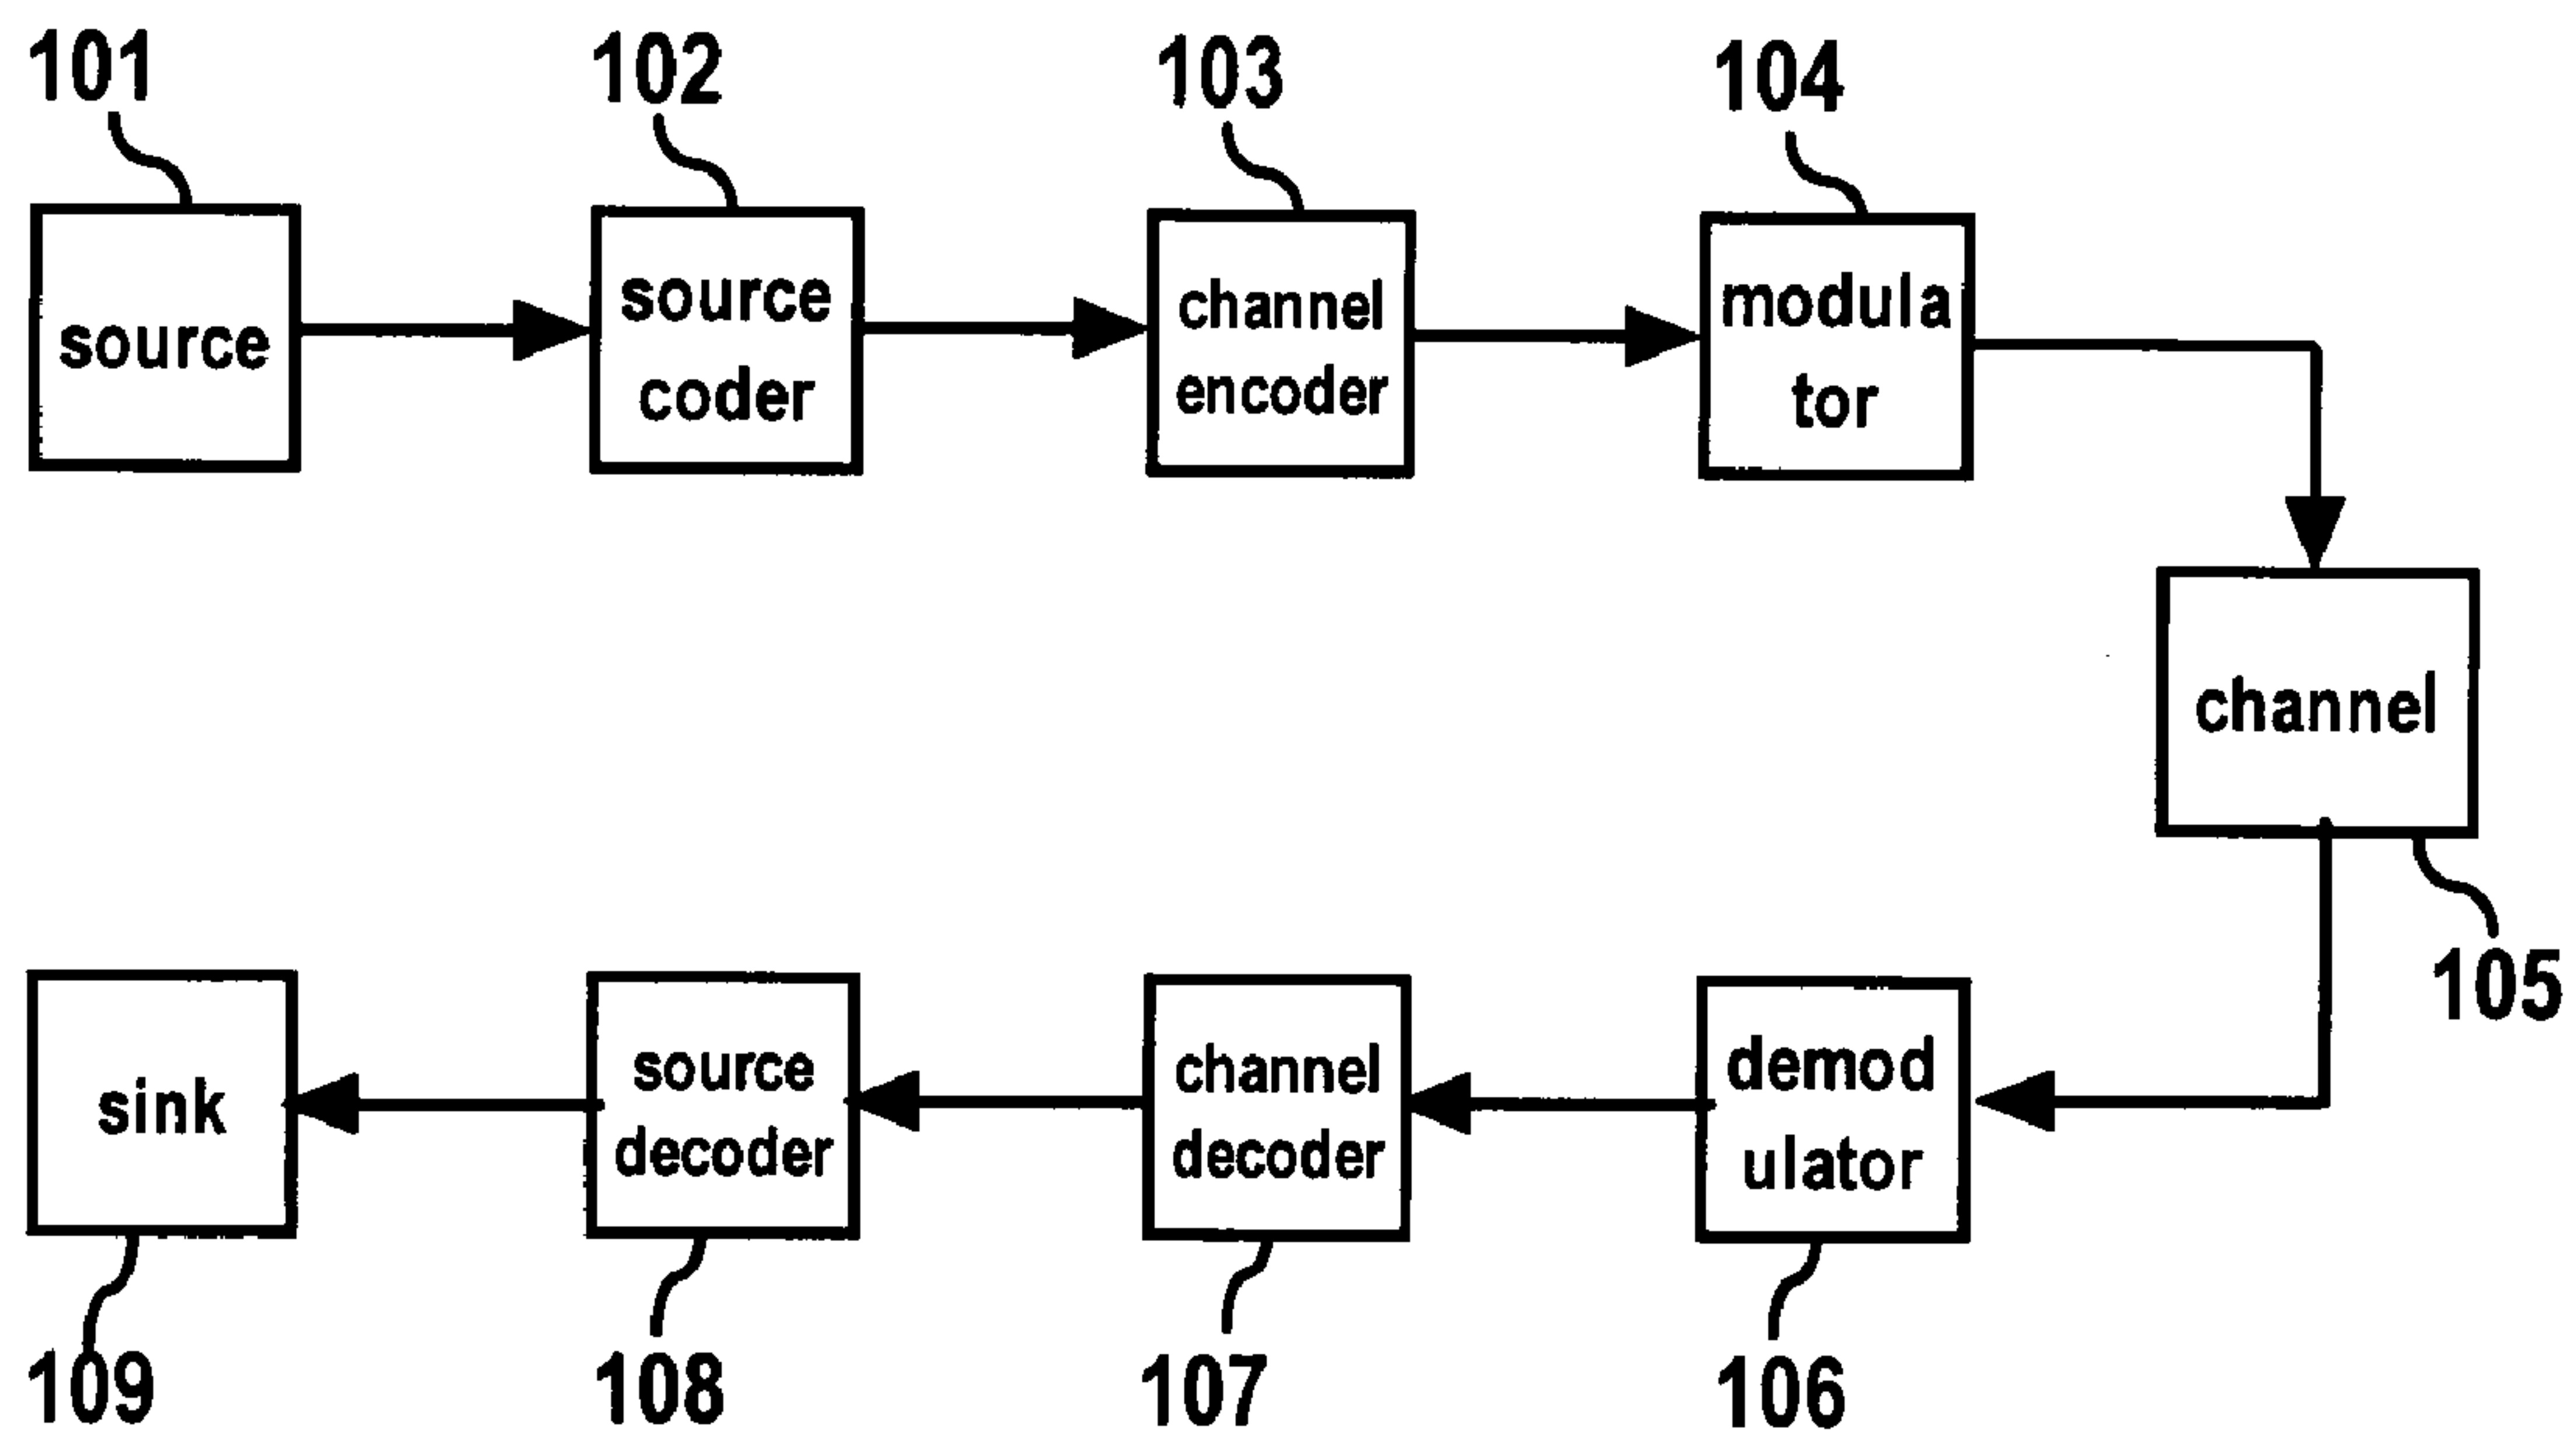 101 102 103 104
source
source
coder
channel
encoder
modula
tor
channel
105
sink
source
decoder
channel
decoder
demod
ulator
109 108 107 106